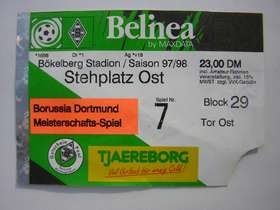 Belinea
by MAXDATA
Bökelberg Stadion / Saison 97/98
23,00 DM
Stehplatz Ost
Borussia Dortmund
Meisterschafts-Spiel
Spiel Nr.
7
Block 29
Tor Ost
TJAEREBORG